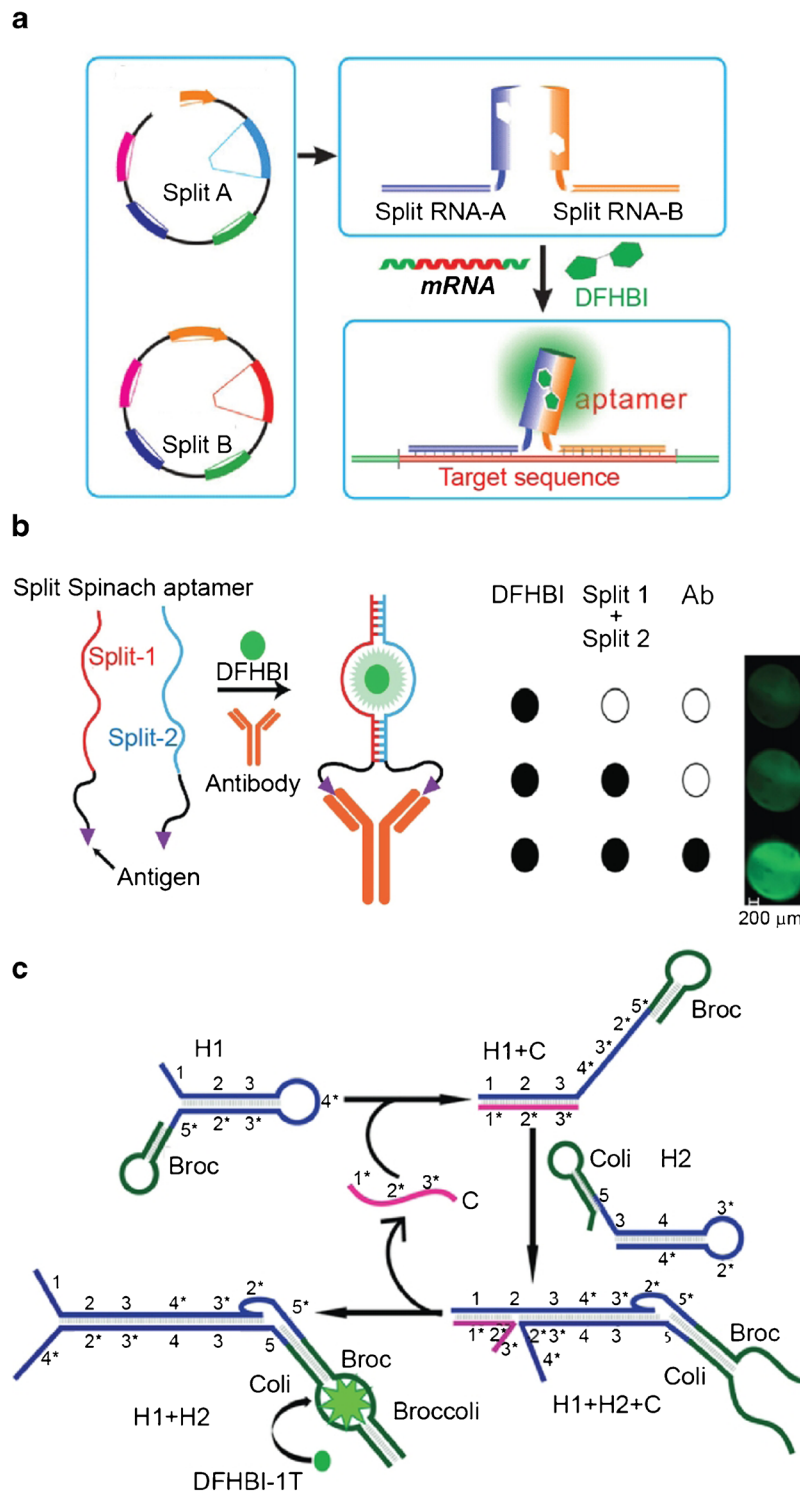 a
Split A
Split B
Split RNA-A
Split RNA-B
mRNA
DFHBI
aptamer
Target sequence
b
Split Spinach aptamer
Split-1
Split-2
DFHBI
Antibody
Antigen
DFHBI
Split 1
+
Split 2
Ab
200 µm
c
H1
1
2
3
4*
5*
2*
3*
Broc
H1+C
1
2
3
1*
2*
3*
4*
3*
2*
5*
Broc
1*
2*
3*
C
Coli
H2
5
3
4
3*
4*
2*
1
2
3
4*
3*
2*
5*
2*
3*
4
3
5
4*
Broc
Coli
Broccoli
H1+H2
DFHBI-1T
1
2
3
4*
3*
2*
5*
1*
2*
3*
2*
3*
4
3
5
4*
Broc
Coli
H1+H2+C